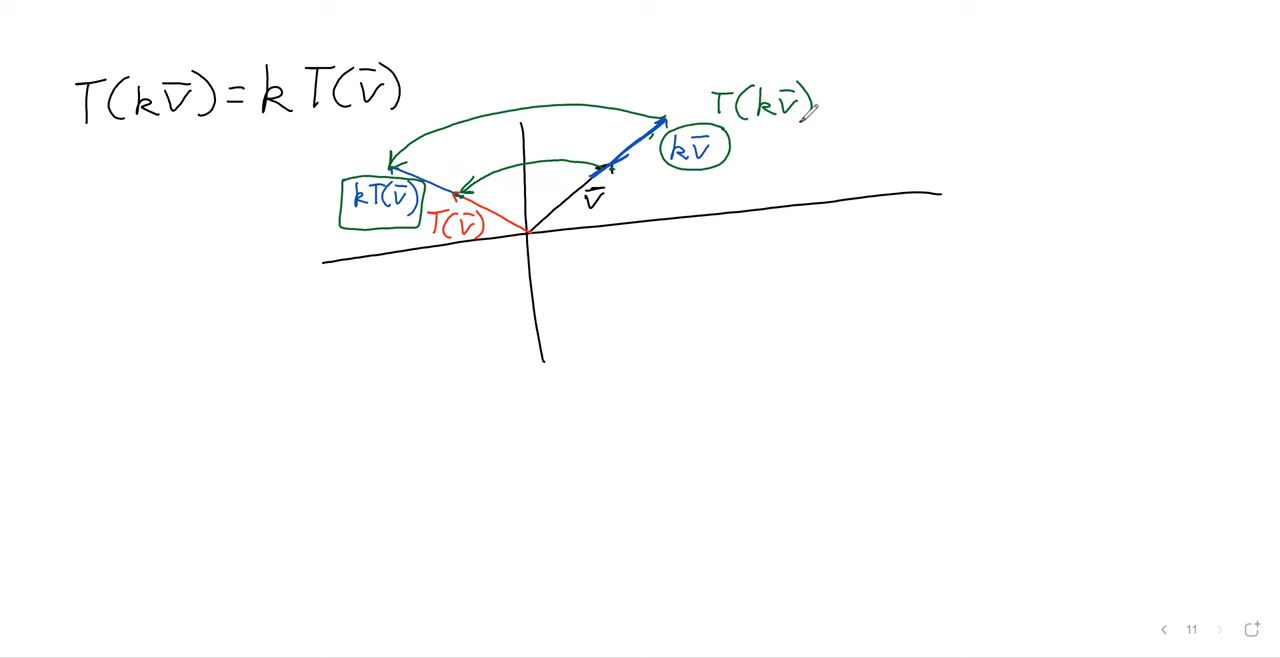 T(kv̄) = k T(v̄)
T(kv̄)
kv̄
kT(v̄)
v̄
T(v̄)
11